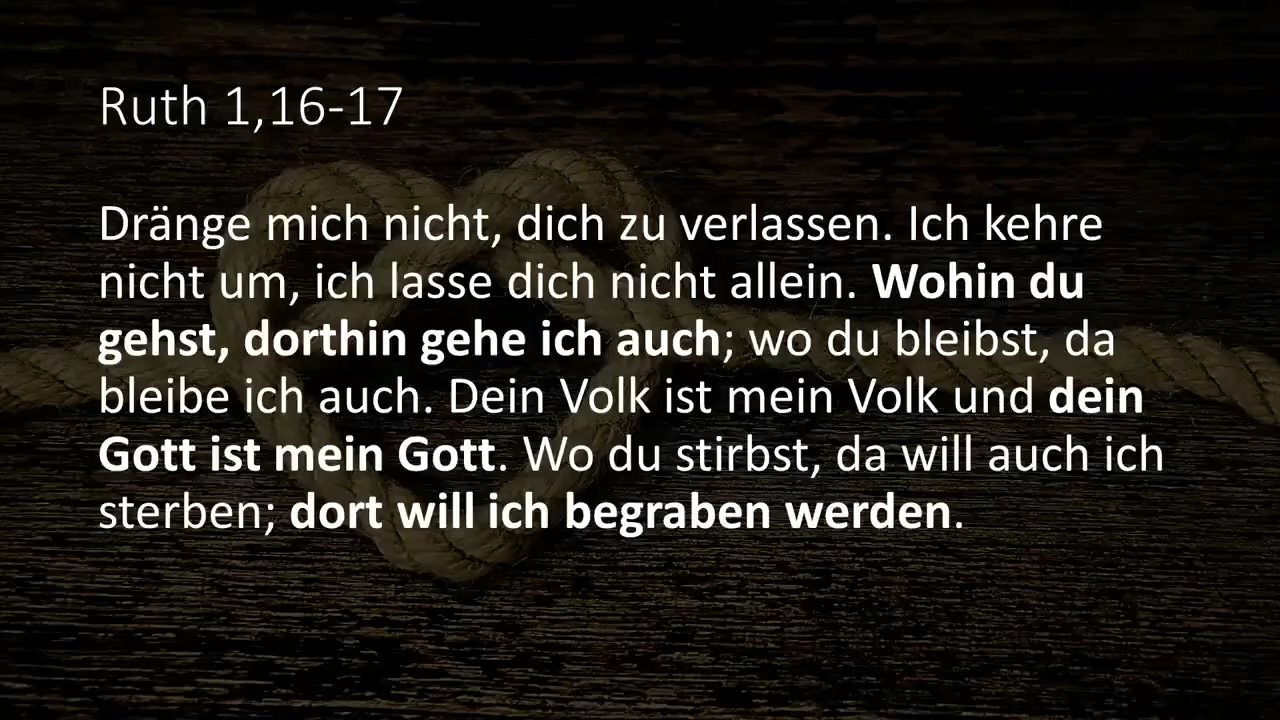 Ruth 1,16-17
Dränge mich nicht, dich zu verlassen. Ich kehre
nicht um, ich lasse dich nicht allein. Wohin du
gehst, dorthin gehe ich auch; wo du bleibst, da
bleibe ich auch. Dein Volk ist mein Volk und dein
Gott ist mein Gott. Wo du stirbst, da will auch ich
sterben; dort will ich begraben werden.